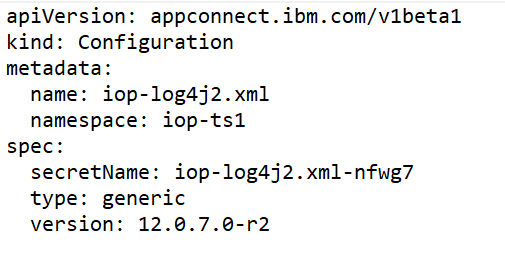 apiVersion: appconnect.ibm.com/v1beta1
kind: Configuration
metadata:
  name: iop-log4j2.xml
  namespace: iop-ts1
spec:
  secretName: iop-log4j2.xml-nfwg7
  type: generic
  version: 12.0.7.0-r2